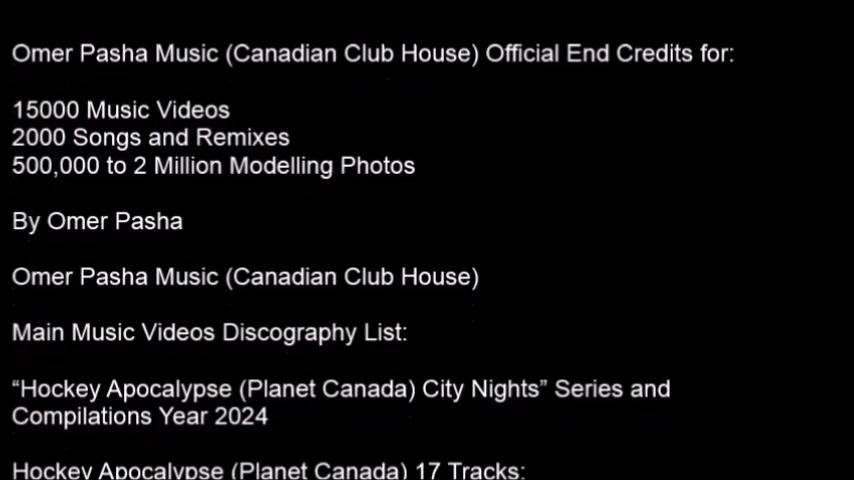 Omer Pasha Music (Canadian Club House) Official End Credits for:
15000 Music Videos
2000 Songs and Remixes
500,000 to 2 Million Modelling Photos
By Omer Pasha
Omer Pasha Music (Canadian Club House)
Main Music Videos Discography List:
“Hockey Apocalypse (Planet Canada) City Nights” Series and
Compilations Year 2024
Hockey Apocalypse (Planet Canada) 17 Tracks: